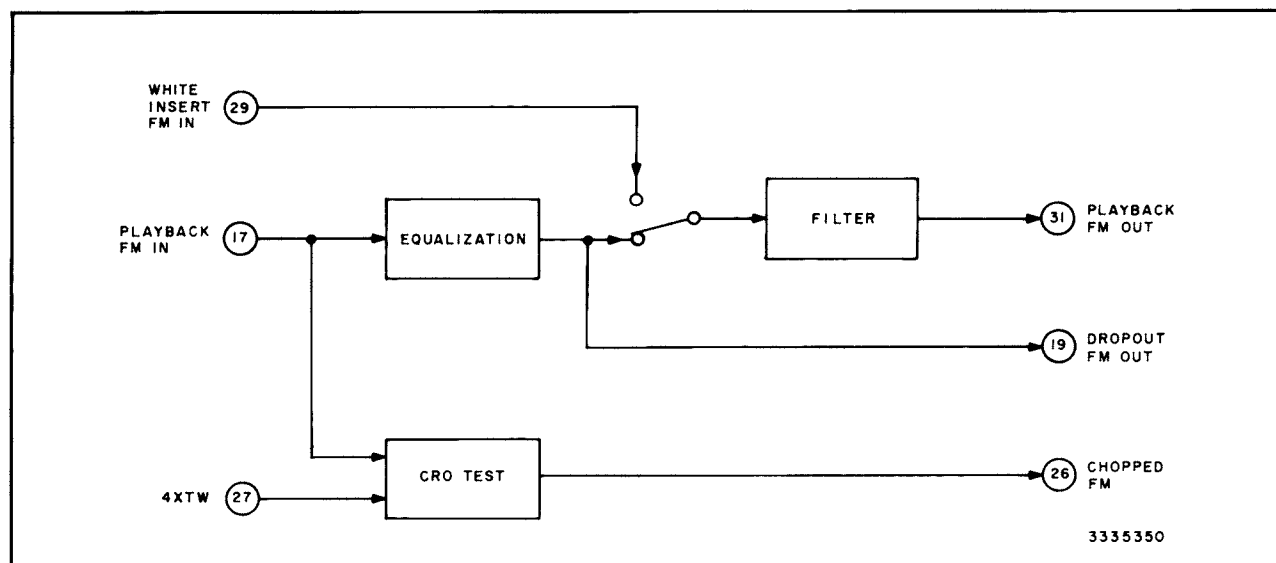 WHITE
INSERT
FM IN
29
PLAYBACK
FM IN
17
EQUALIZATION
FILTER
31
PLAYBACK
FM OUT
19
DROPOUT
FM OUT
4XTW
27
CRO TEST
26
CHOPPED
FM
3335350